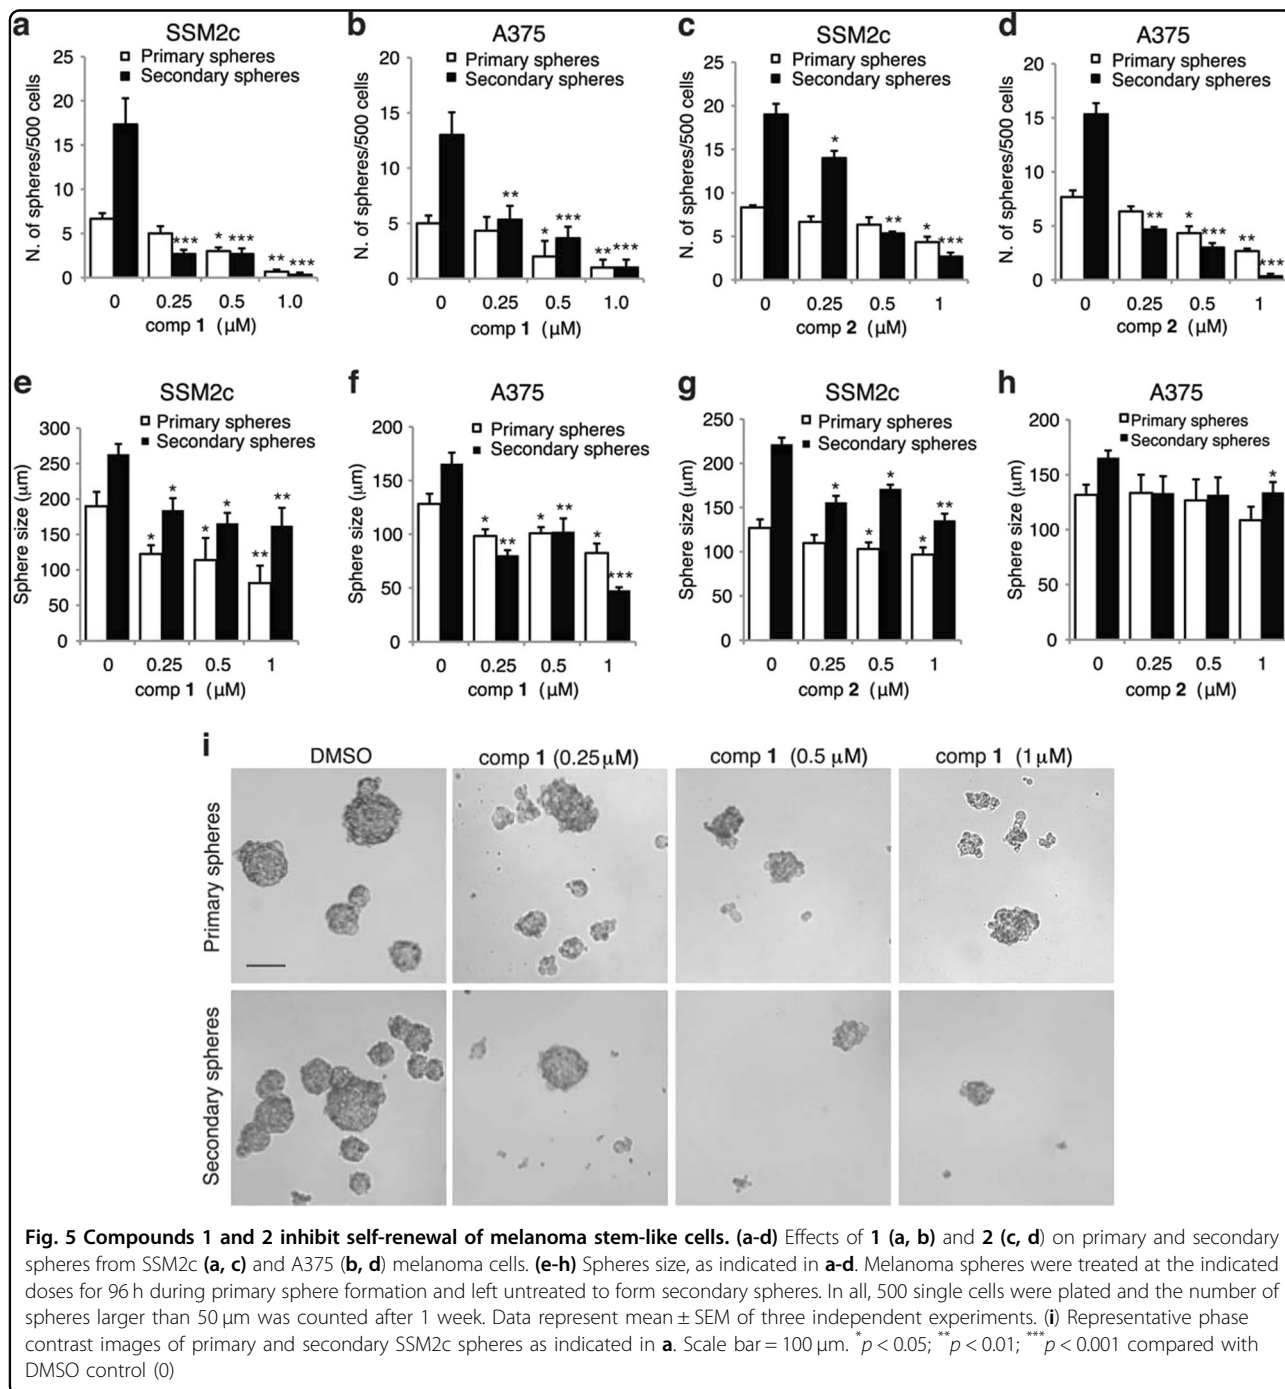 a
SSM2c
Primary spheres
Secondary spheres
N. of spheres/500 cells
25
20
15
10
5
0
***
* ***
** ***
0 0.25 0.5 1.0
comp 1 (μM)
b
A375
Primary spheres
Secondary spheres
N. of spheres/500 cells
20
15
10
5
0
**
* ***
** ***
0 0.25 0.5 1.0
comp 1 (μM)
c
SSM2c
Primary spheres
Secondary spheres
N. of spheres/500 cells
25
20
15
10
5
0
*
**
* ***
0 0.25 0.5 1
comp 2 (μM)
d
A375
Primary spheres
Secondary spheres
N. of spheres/500 cells
20
15
10
5
0
**
* ***
** ***
0 0.25 0.5 1
comp 2 (μM)
e
SSM2c
Primary spheres
Secondary spheres
Sphere size (μm)
300
250
200
150
100
50
0
* *
* *
** **
0 0.25 0.5 1
comp 1 (μM)
f
A375
Primary spheres
Secondary spheres
Sphere size (μm)
200
150
100
50
0
* **
* **
* ***
0 0.25 0.5 1
comp 1 (μM)
g
SSM2c
Primary spheres
Secondary spheres
Sphere size (μm)
250
200
150
100
50
0
*
* *
* **
0 0.25 0.5 1
comp 2 (μM)
h
A375
Primary spheres
Secondary spheres
Sphere size (μm)
200
150
100
50
0
*
0 0.25 0.5 1
comp 2 (μM)
i
DMSO comp 1 (0.25 μM) comp 1 (0.5 μM) comp 1 (1 μM)
Primary spheres
Secondary spheres
Fig. 5 Compounds 1 and 2 inhibit self-renewal of melanoma stem-like cells. (a-d) Effects of 1 (a, b) and 2 (c, d) on primary and secondary
spheres from SSM2c (a, c) and A375 (b, d) melanoma cells. (e-h) Spheres size, as indicated in a-d. Melanoma spheres were treated at the indicated
doses for 96 h during primary sphere formation and left untreated to form secondary spheres. In all, 500 single cells were plated and the number of
spheres larger than 50 μm was counted after 1 week. Data represent mean ± SEM of three independent experiments. (i) Representative phase
contrast images of primary and secondary SSM2c spheres as indicated in a. Scale bar = 100 μm. *p < 0.05; **p < 0.01; ***p < 0.001 compared with
DMSO control (0)